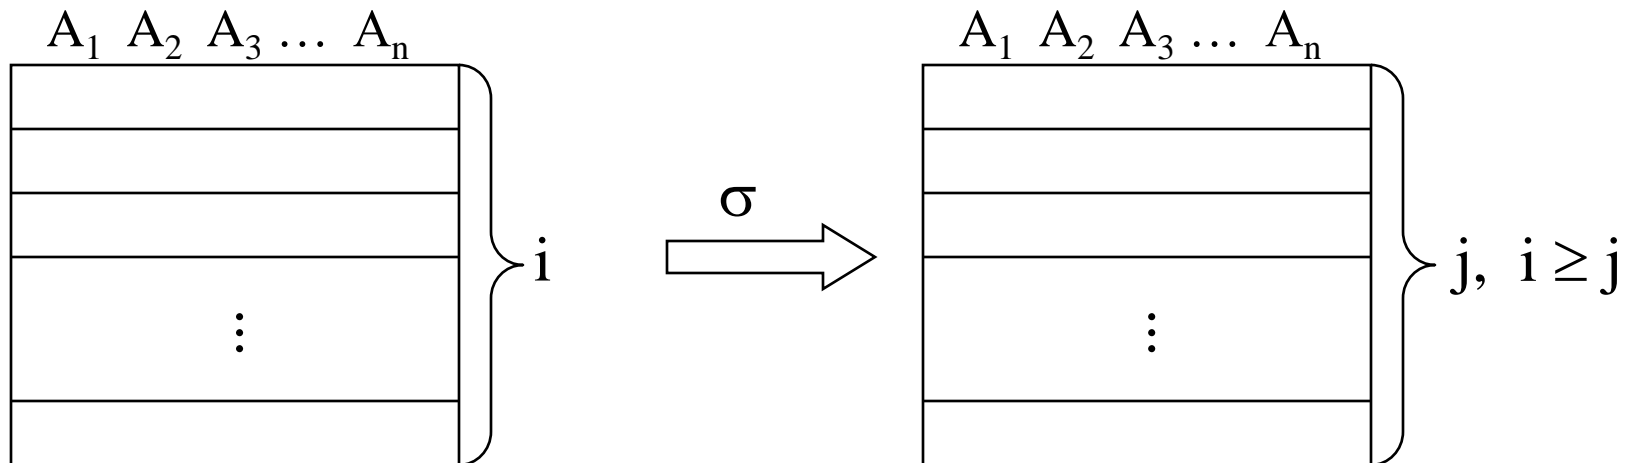 A₁ A₂ A₃ … Aₙ
A₁ A₂ A₃ … Aₙ
σ
i
j, i ≥ j
⋮
⋮